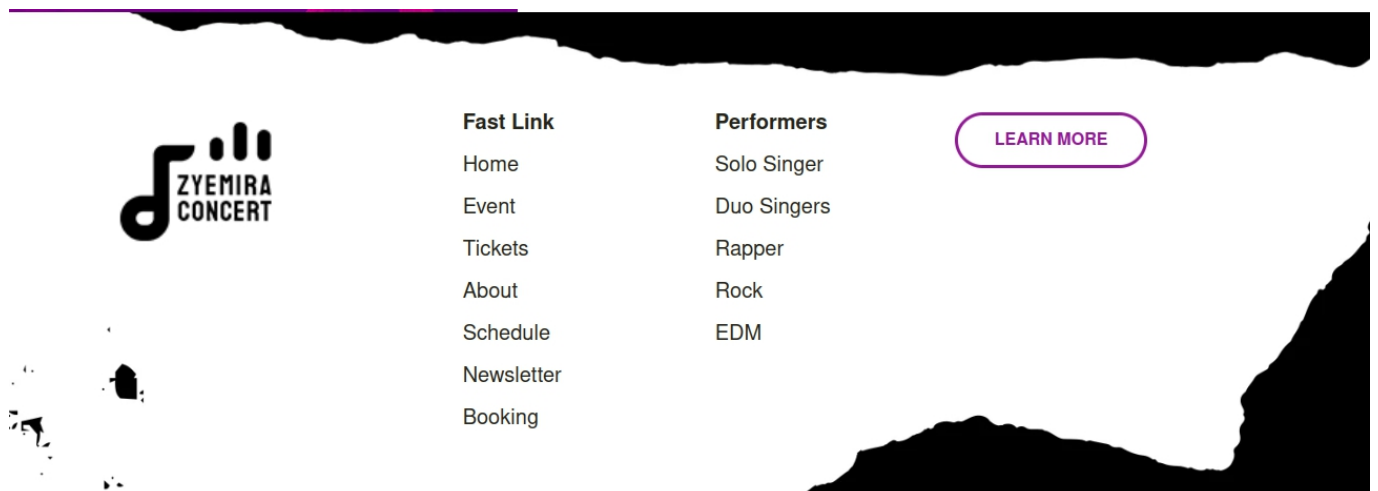 ZYEMIRA
CONCERT
Fast Link
Home
Event
Tickets
About
Schedule
Newsletter
Booking
Performers
Solo Singer
Duo Singers
Rapper
Rock
EDM
LEARN MORE